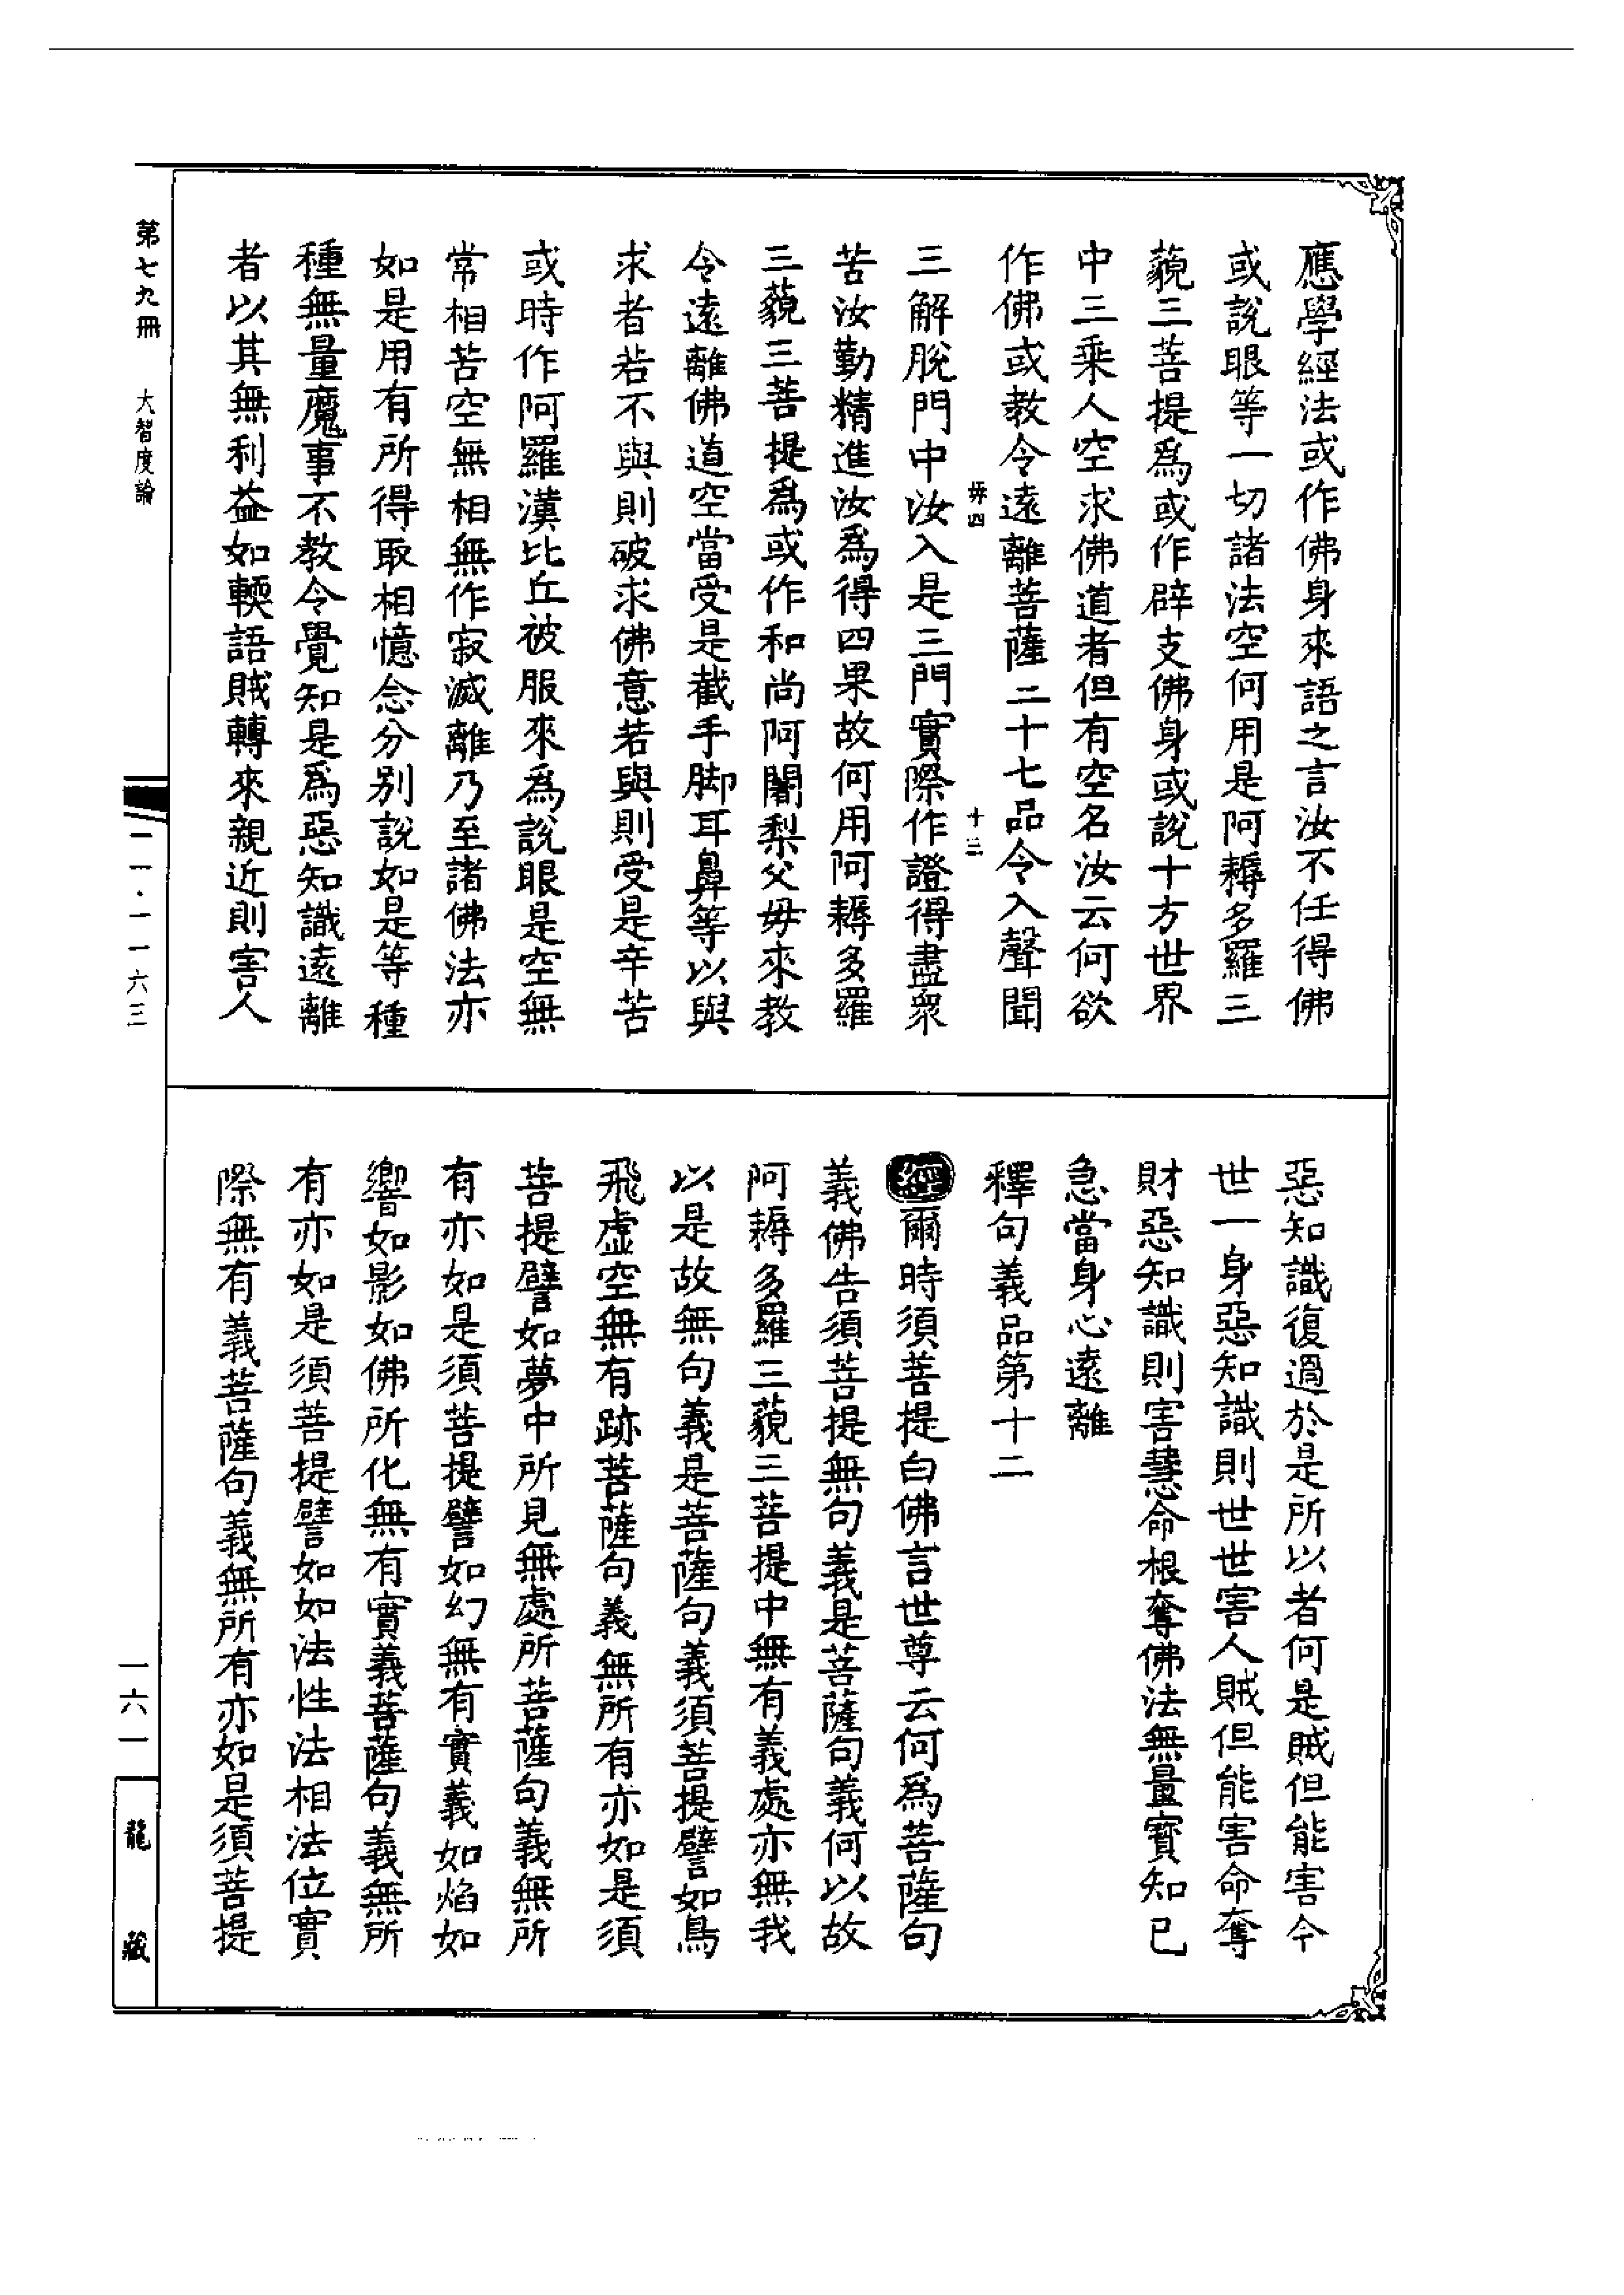 應學經法或作佛身來語之言汝不任得佛
或說眼等一切諸法空何用是阿耨多羅三
藐三菩提爲或作辟支佛身或說十方世界
中三乘人空求佛道者但有空名汝云何欲
作佛或教令遠離菩薩二十七品令入聲聞
毋四 十三
三解脫門中汝入是三門實際作證得盡衆
苦汝勤精進汝爲得四果故何用阿耨多羅
三藐三菩提爲或作和尚阿闍梨父毋來教
令遠離佛道空當受是截手脚耳鼻等以與
求者若不與則破求佛意若與則受是辛苦
或時作阿羅漢比丘被服來爲說眼是空無
常相苦空無相無作寂滅離乃至諸佛法亦
如是用有所得取相憶念分別說如是等種
種無量魔事不教令覺知是爲惡知識遠離
者以其無利益如輭語賊轉來親近則害人
惡知識復過於是所以者何是賊但能害今
世一身惡知識則世世害人賊但能害命奪
財惡知識則害慧命根奪佛法無量寳知已
急當身心遠離
釋句義品第十二
經爾時須菩提白佛言世尊云何爲菩薩句
義佛告須菩提無句義是菩薩句義何以故
阿耨多羅三藐三菩提中無有義處亦無我
以是故無句義是菩薩句義須菩提譬如鳥
飛虛空無有跡菩薩句義無所有亦如是須
菩提譬如夢中所見無處所菩薩句義無所
有亦如是須菩提譬如幻無有實義如焰如
響如影如佛所化無有實義菩薩句義無所
有亦如是須菩提譬如如法性法相法位實
際無有義菩薩句義無所有亦如是須菩提
第七九冊 大智度論
二一·一一六三
一六一
龍藏